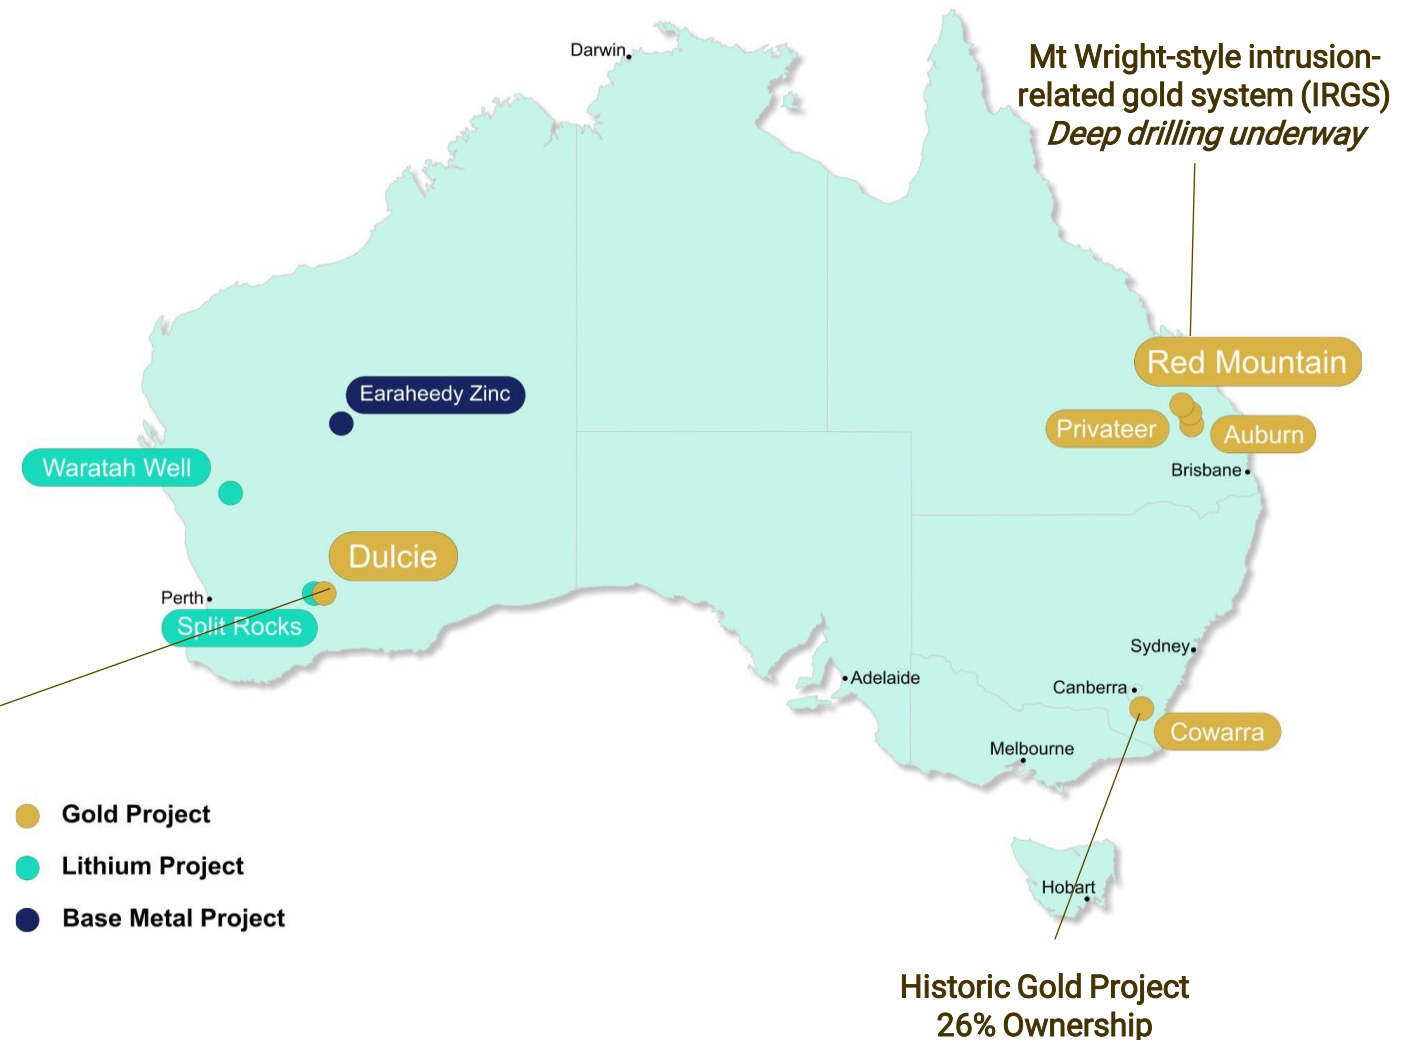 Darwin
Mt Wright-style intrusion-
related gold system (IRGS)
Deep drilling underway
Red Mountain
Earaheedy Zinc
Privateer
Auburn
Waratah Well
Brisbane
Dulcie
Perth
Split Rocks
Sydney
Adelaide
Canberra
Cowarra
Melbourne
Gold Project
Lithium Project
Hobart
Base Metal Project
Historic Gold Project
26% Ownership